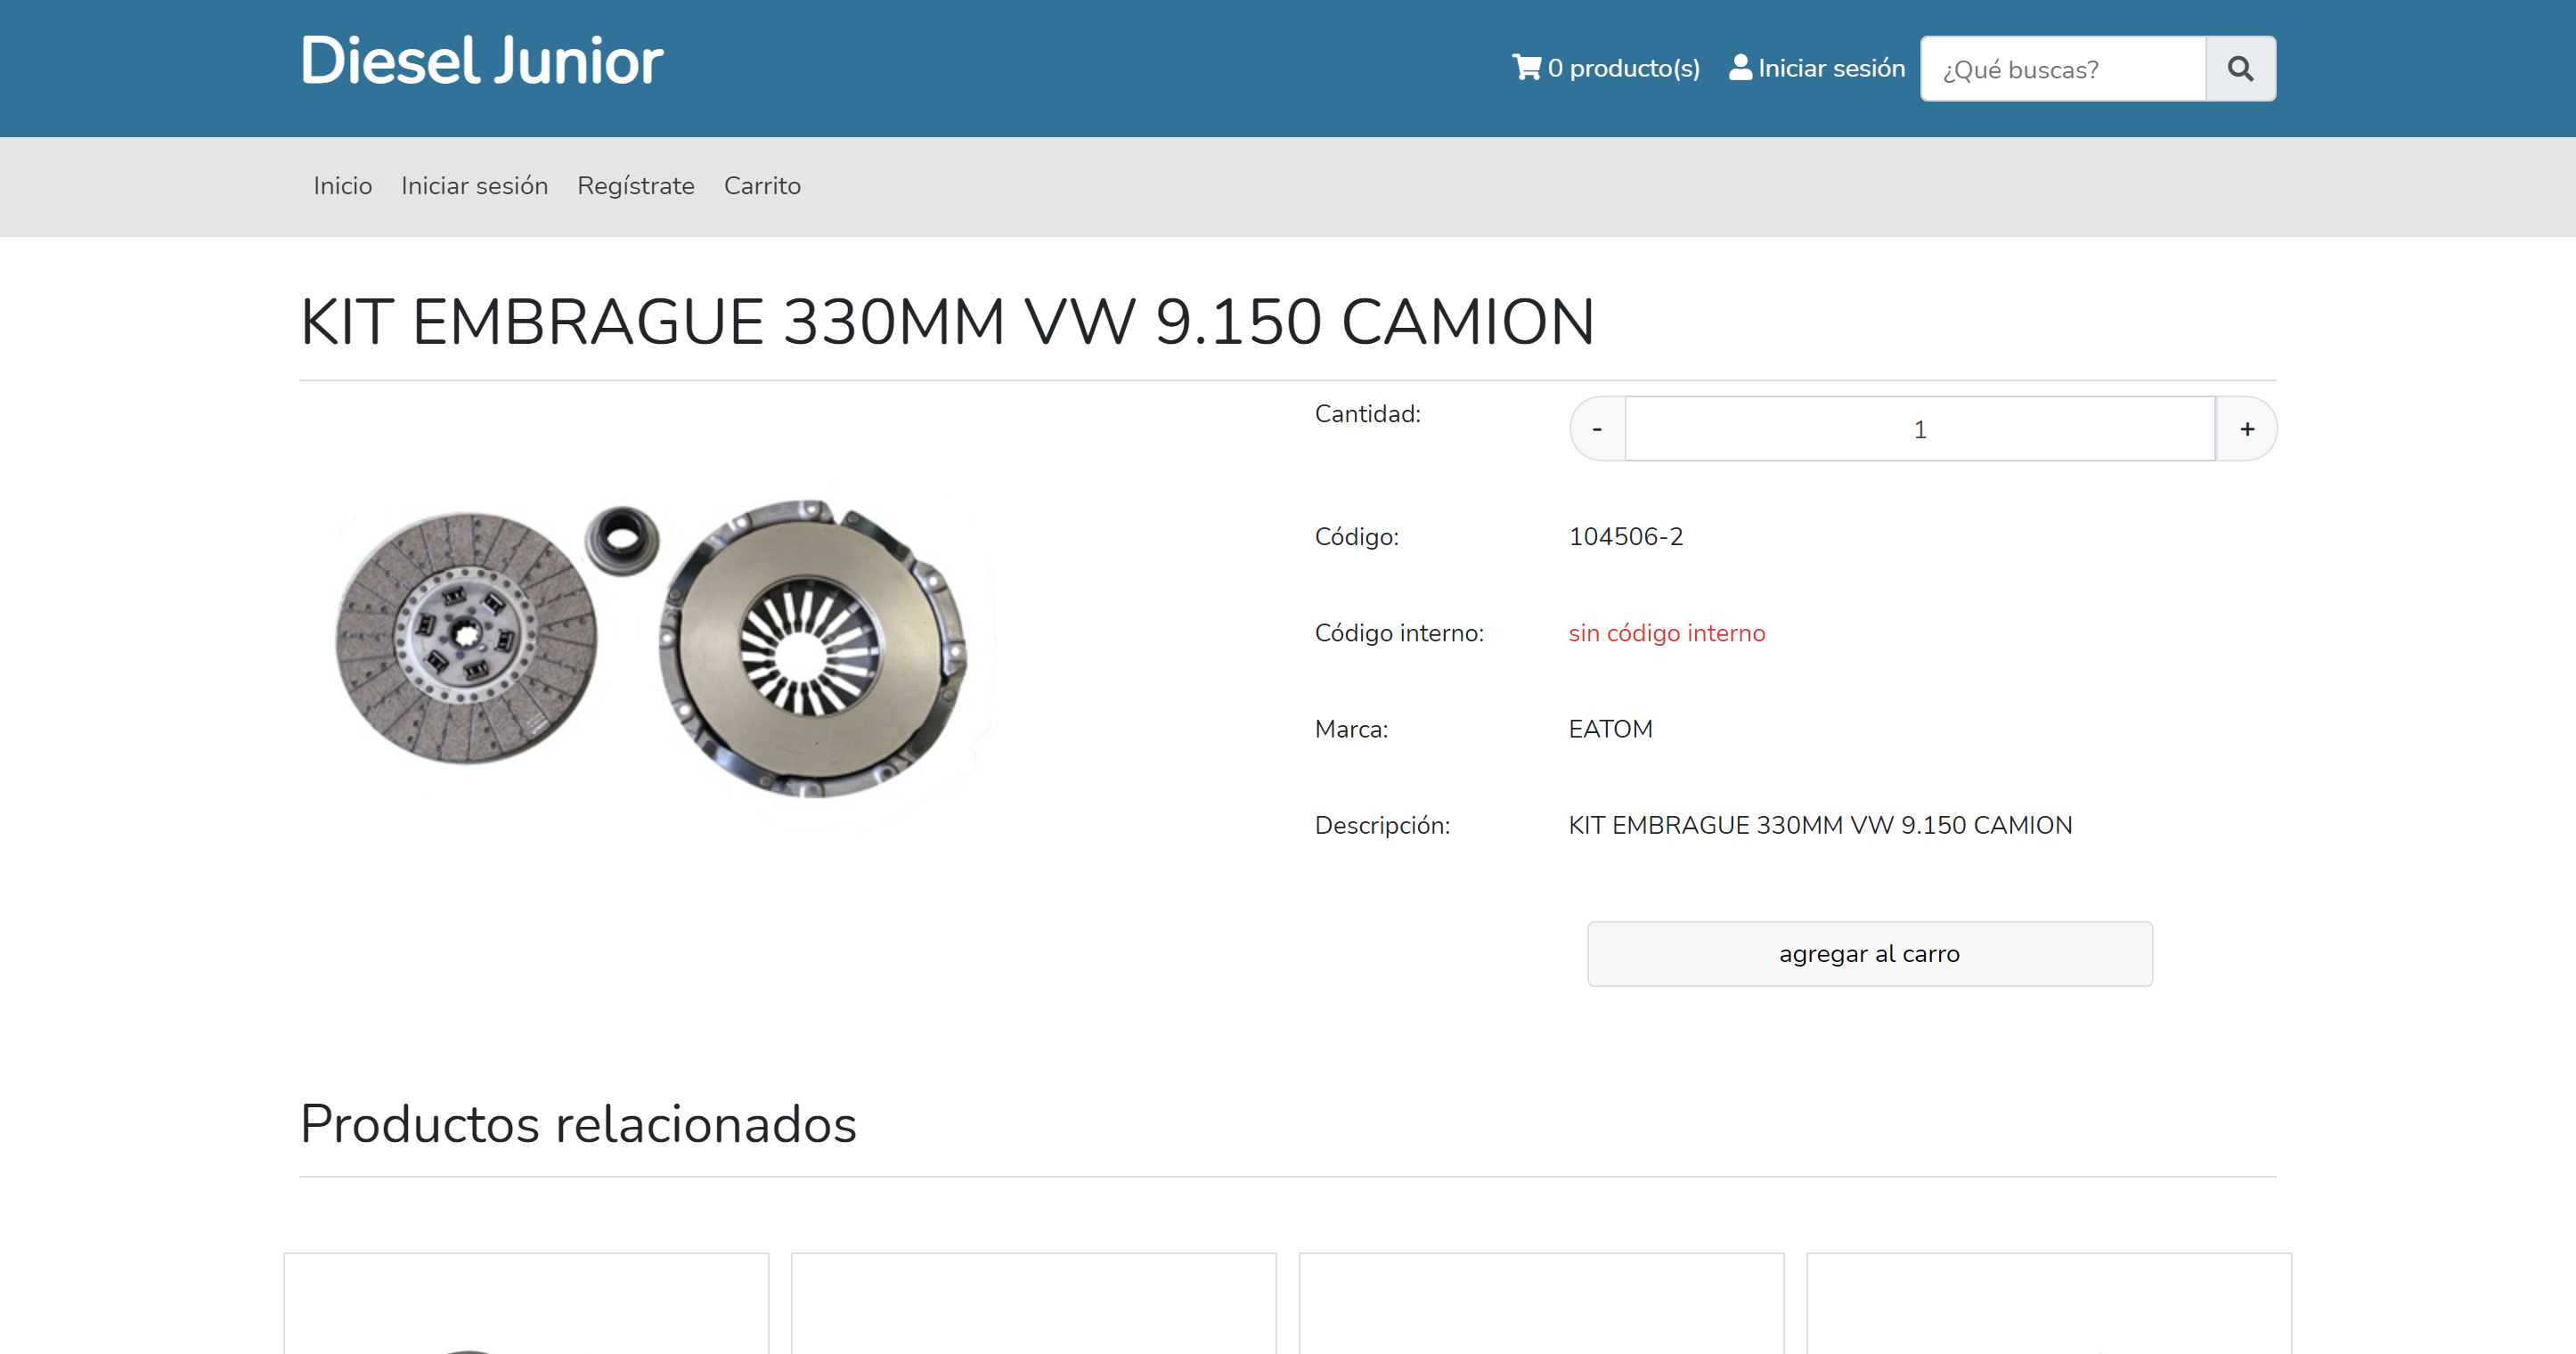 Diesel Junior
0 producto(s) Iniciar sesión ¿Qué buscas?
Inicio Iniciar sesión Regístrate Carrito
KIT EMBRAGUE 330MM VW 9.150 CAMION
Cantidad: - 1 +
Código: 104506-2
Código interno: sin código interno
Marca: EATOM
Descripción: KIT EMBRAGUE 330MM VW 9.150 CAMION
agregar al carro
Productos relacionados